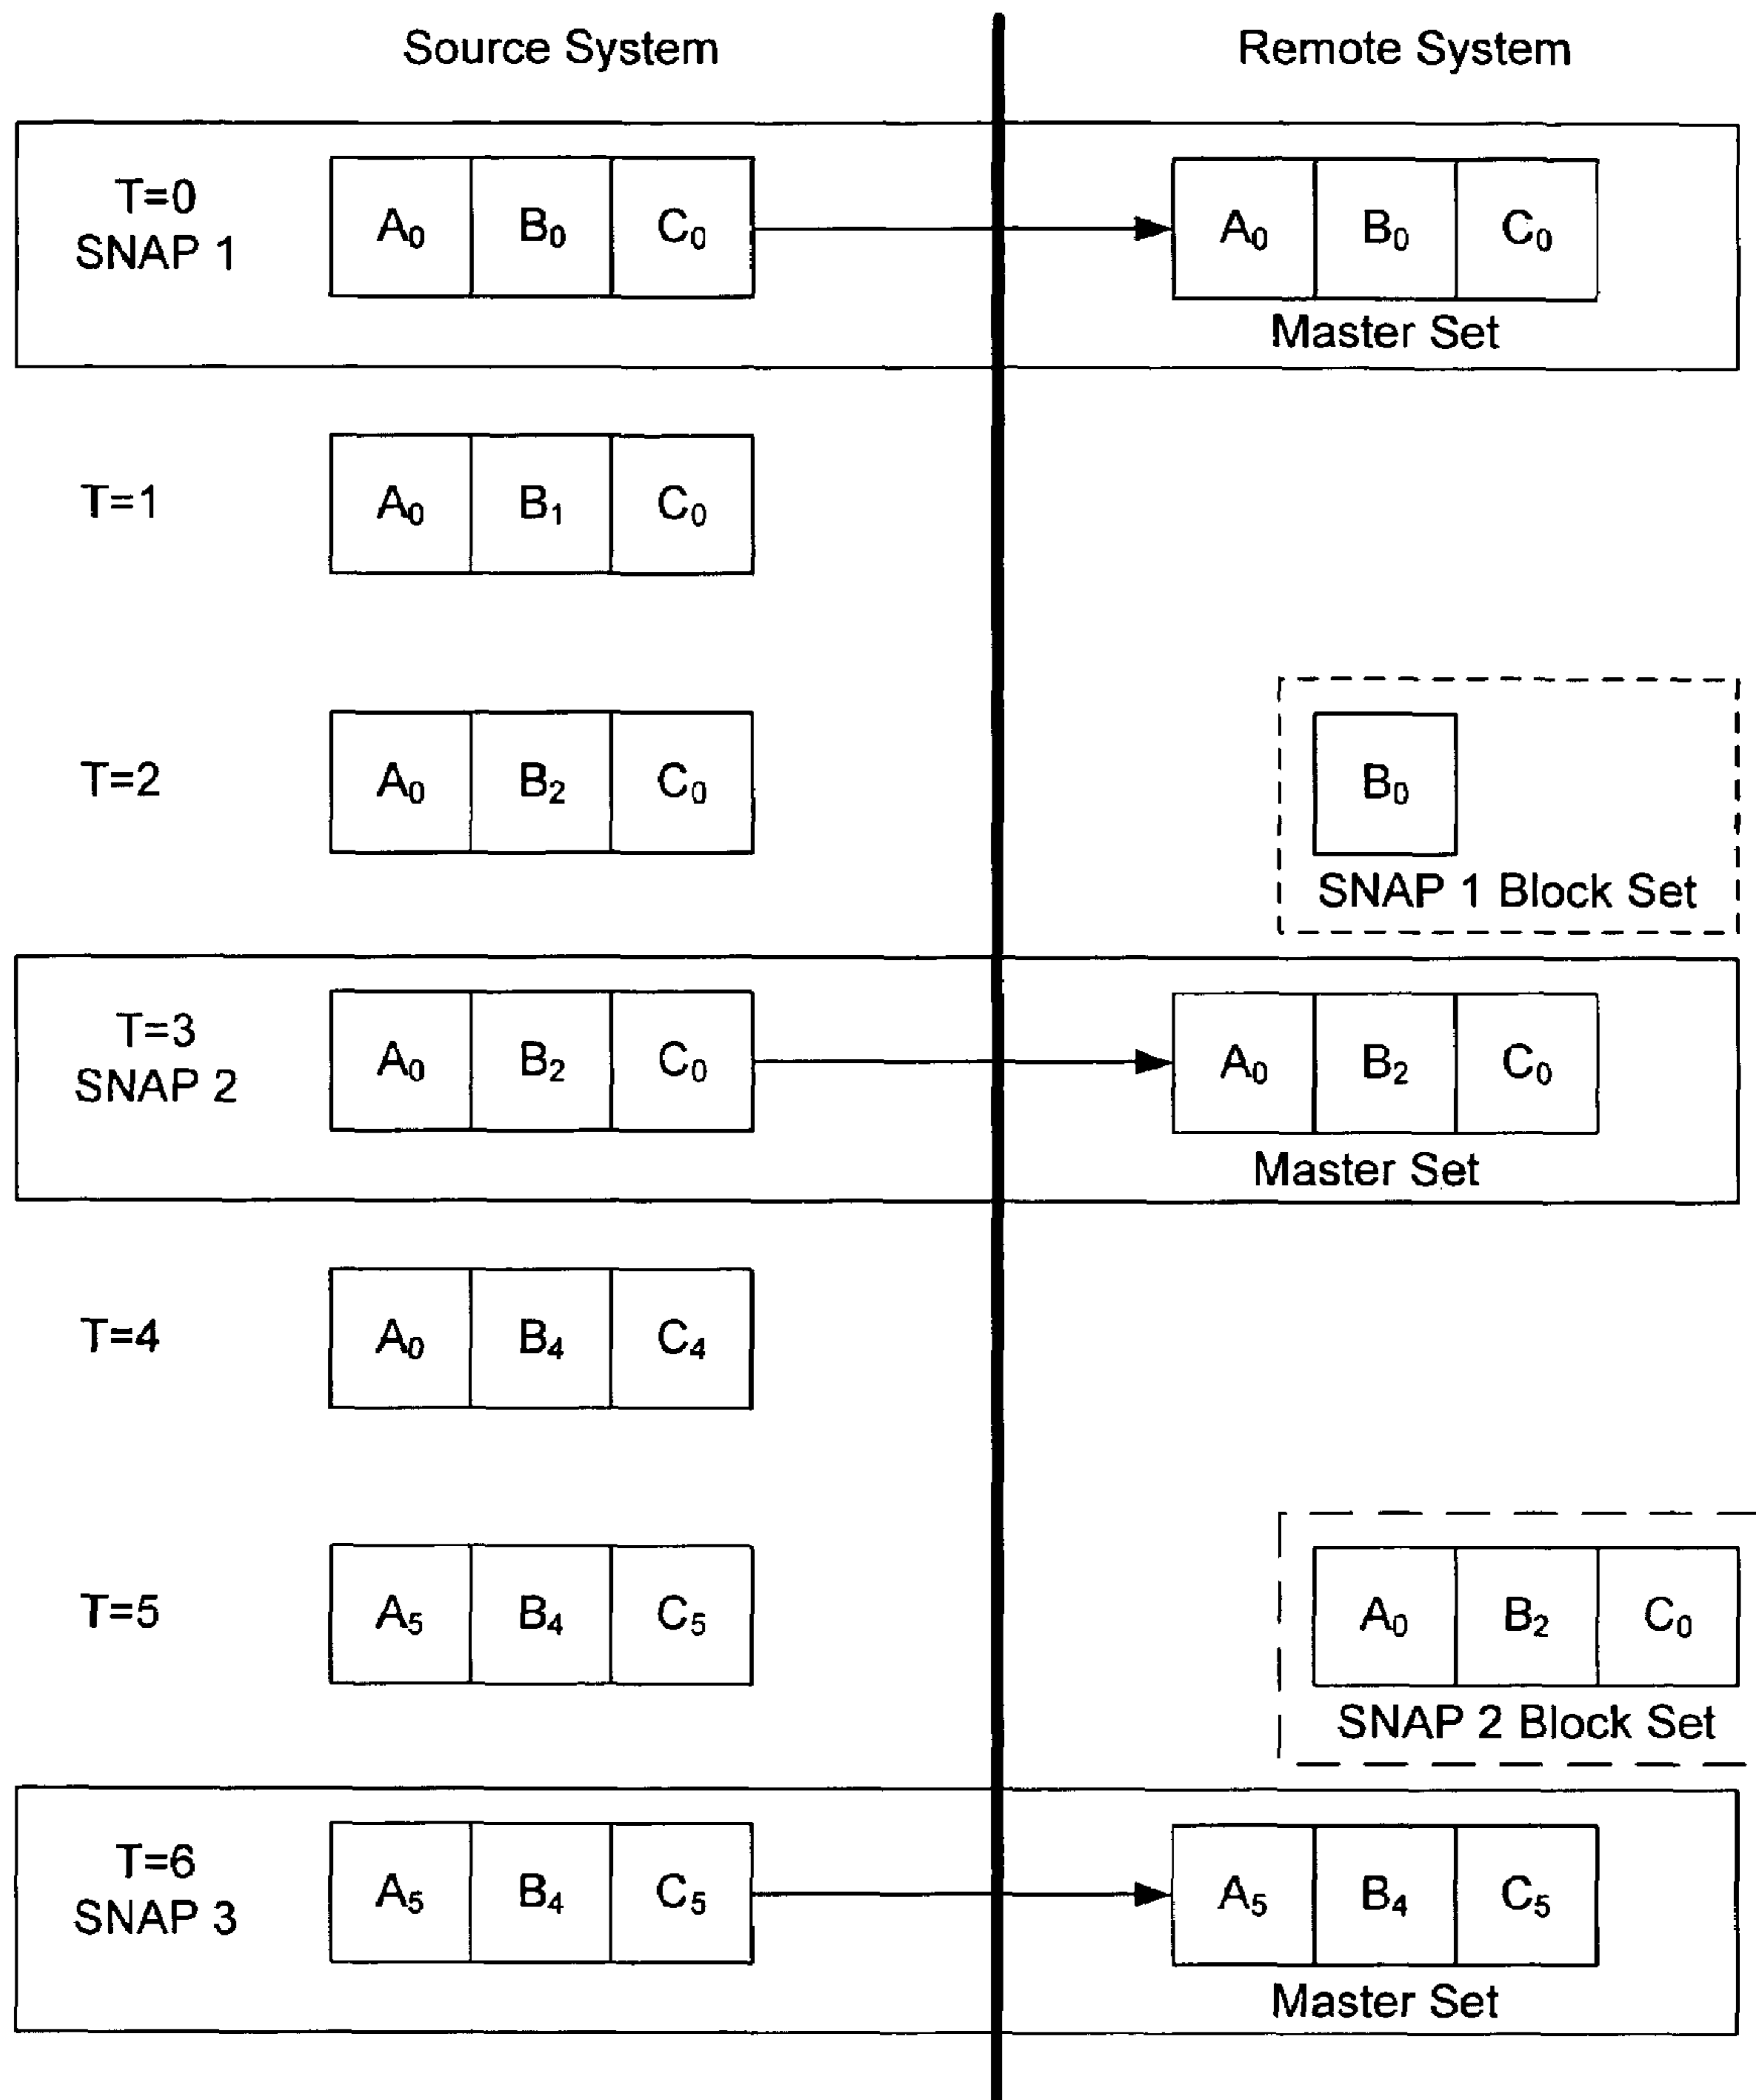 Source System Remote System
T=0
SNAP 1
A₀ B₀ C₀ A₀ B₀ C₀
Master Set
T=1 A₀ B₁ C₀
T=2 A₀ B₂ C₀ B₀
SNAP 1 Block Set
T=3
SNAP 2
A₀ B₂ C₀ A₀ B₂ C₀
Master Set
T=4 A₀ B₄ C₄
T=5 A₅ B₄ C₅ A₀ B₂ C₀
SNAP 2 Block Set
T=6
SNAP 3
A₅ B₄ C₅ A₅ B₄ C₅
Master Set